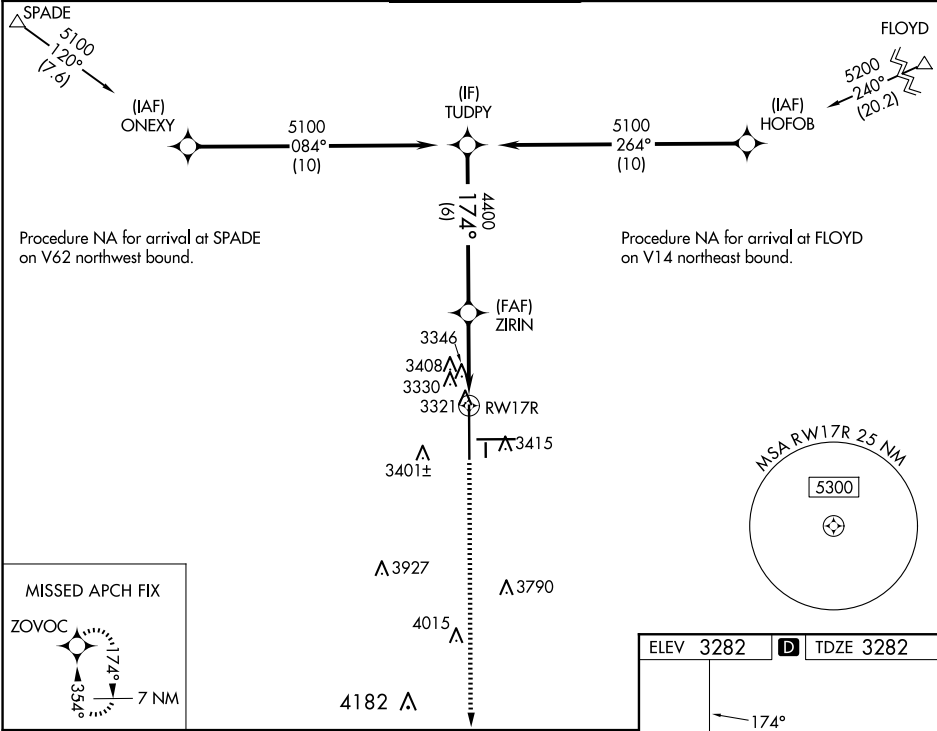 SPADE
5100
120°
(7.6)
(IAF)
ONEXY
5100
084°
(10)
(IF)
TUDPY
5100
264°
(10)
(IAF)
HOFOB
FLOYD
5200
240°
(20.2)
4400
174°
(6)
Procedure NA for arrival at SPADE
on V62 northwest bound.
Procedure NA for arrival at FLOYD
on V14 northeast bound.
(FAF)
ZIRIN
3346
3408
3330
3321
RW17R
3415
3401±
MSA RW17R 25 NM
5300
3927
3790
4015
4182
MISSED APCH FIX
ZOVOC
174°
354°
7 NM
ELEV 3282
D
TDZE 3282
174°